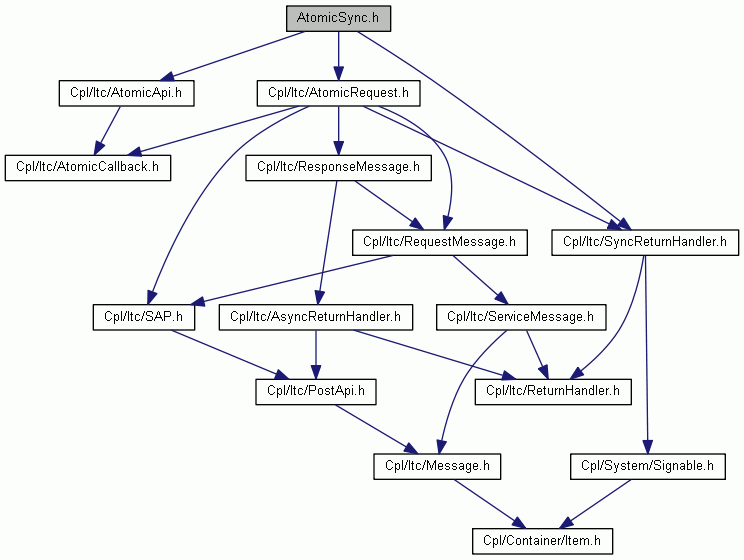 AtomicSync.h
Cpl/Itc/AtomicApi.h
Cpl/Itc/AtomicRequest.h
Cpl/Itc/AtomicCallback.h
Cpl/Itc/ResponseMessage.h
Cpl/Itc/RequestMessage.h
Cpl/Itc/SyncReturnHandler.h
Cpl/Itc/SAP.h
Cpl/Itc/AsyncReturnHandler.h
Cpl/Itc/ServiceMessage.h
Cpl/Itc/PostApi.h
Cpl/Itc/ReturnHandler.h
Cpl/Itc/Message.h
Cpl/System/Signable.h
Cpl/Container/Item.h